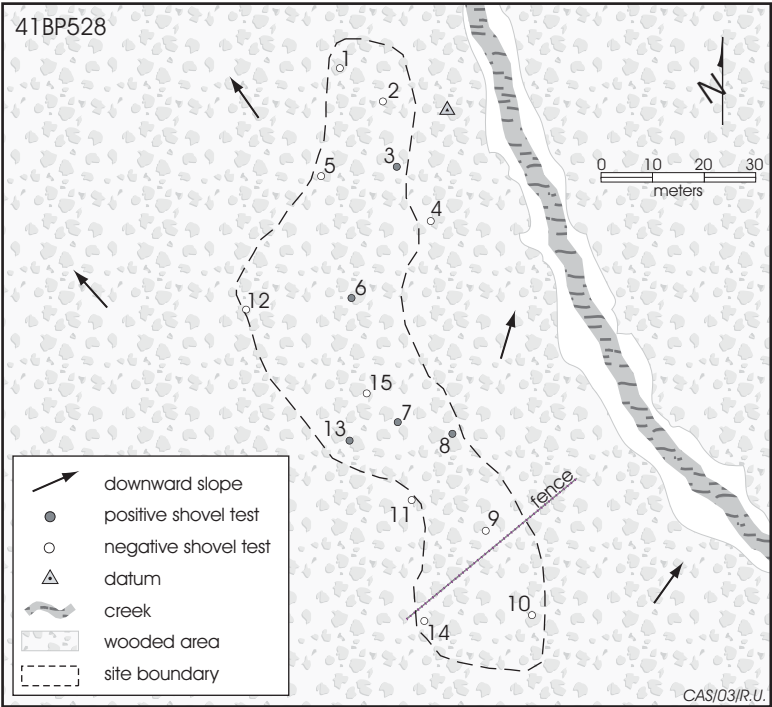 41BP528
1
2
N
3
5
0 10 20 30
meters
4
6
12
15
7
13
8
fence
11
9
10
14
downward slope
positive shovel test
negative shovel test
datum
creek
wooded area
site boundary
CAS/03/R.U.